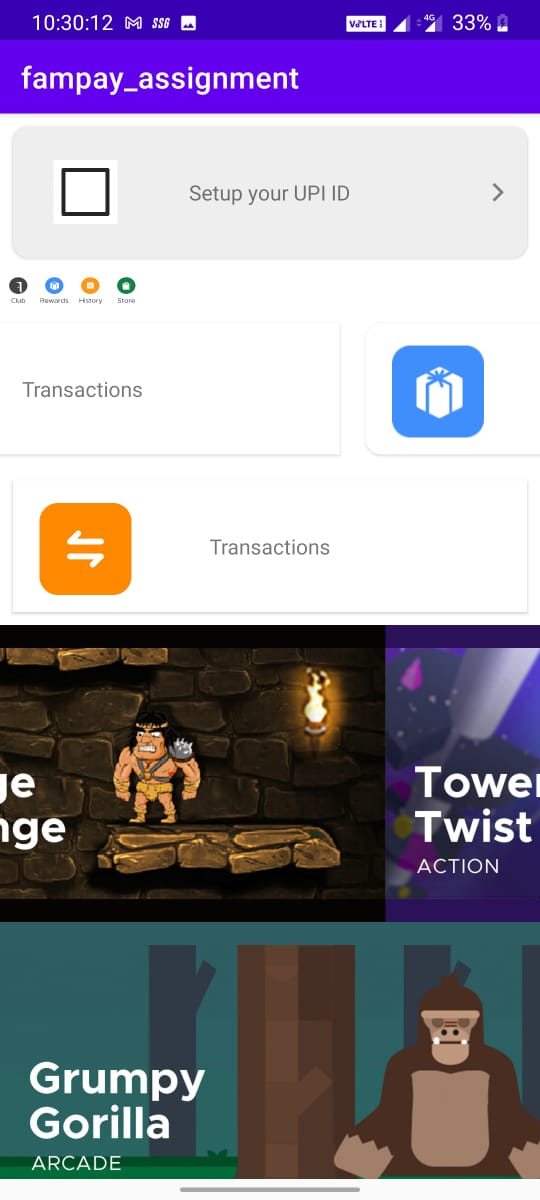 10:30:12 SSG VoLTE 4G 33%
fampay_assignment
Setup your UPI ID
Club Rewards History Store
Transactions
Transactions
ge
nge
Tower
Twist
ACTION
Grumpy
Gorilla
ARCADE